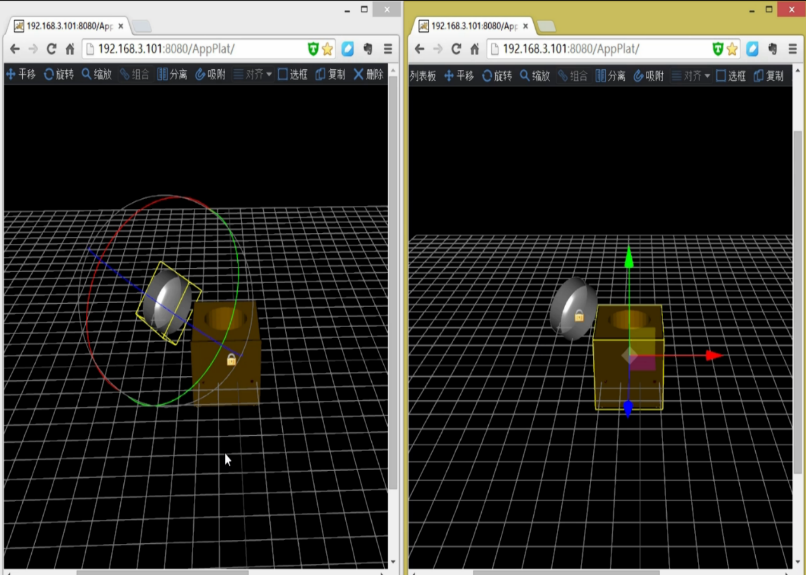 192.168.3.101:8080/App
192.168.3.101:8080/AppPlat/
平移 旋转 缩放 组合 分离 吸附 对齐 选框 复制 删除
192.168.3.101:8080/App
192.168.3.101:8080/AppPlat/
列表板 平移 旋转 缩放 组合 分离 吸附 对齐 选框 复制